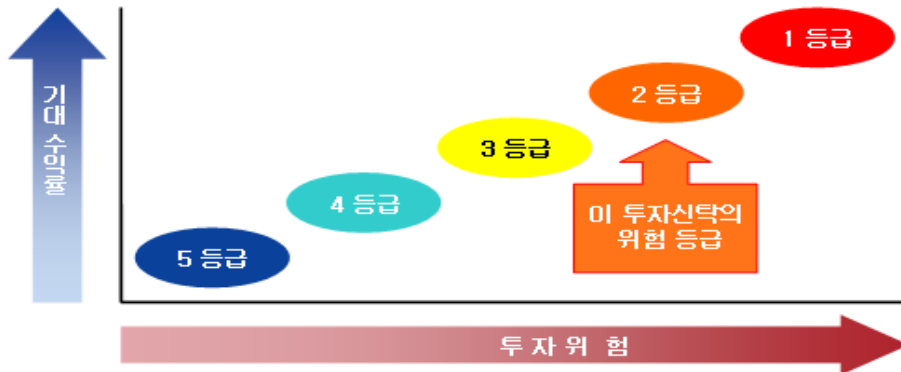 기대 수익률
1 등급
2 등급
3 등급
4 등급
5 등급
이 투자신탁의
위험 등급
투 자 위 험